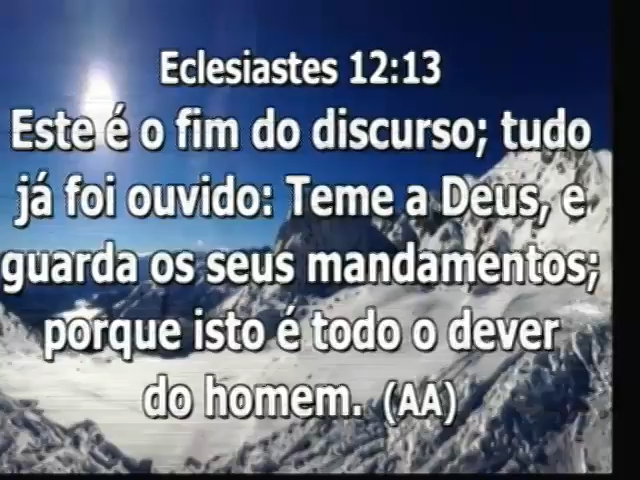 Eclesiastes 12:13
Este é o fim do discurso; tudo
já foi ouvido: Teme a Deus, e
guarda os seus mandamentos;
porque isto é todo o dever
do homem. (AA)